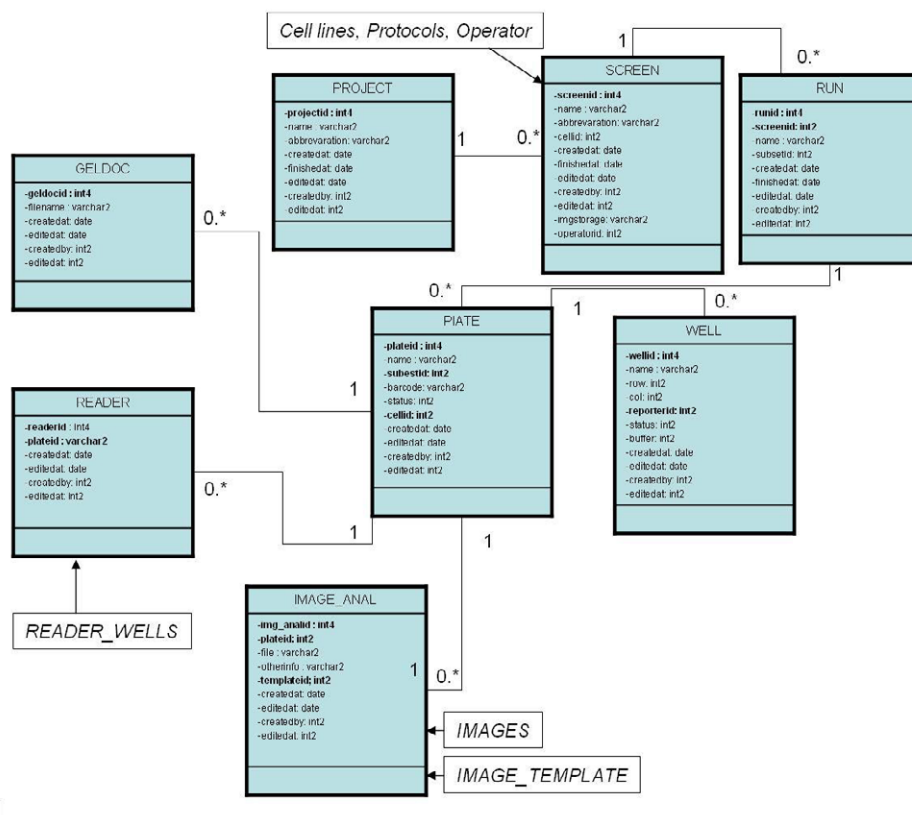 Cell lines, Protocols, Operator
1
0.*
SCREEN
-screenid : int4
-name : varchar2
-abbrevaration: varchar2
-cellid: int2
-createdat: date
-finishedat: date
-editedat: date
-createdby: int2
-editedat: int2
-imgstorage: varchar2
-operatorid: int2
PROJECT
-projectid : int4
-name : varchar2
-abbrevaration: varchar2
-createdat: date
-finishedat: date
-editedat: date
-createdby: int2
-editedat: int2
1
0.*
RUN
-runid : int4
-screenid: int2
-name : varchar2
-subsetid: int2
-createdat: date
-finishedat: date
-editedat: date
-createdby: int2
-editedat: int2
1
GELDOC
-geldocid : int4
-filename : varchar2
-createdat: date
-editedat: date
-createdby: int2
-editedat: int2
0.*
1
0.*
PIATE
-plateid : int4
-name : varchar2
-subestid: int2
-barcode: varchar2
-status: int2
-cellid: int2
-createdat: date
-editedat: date
-createdby: int2
-editedat: int2
1
0.*
WELL
-wellid : int4
-name : varchar2
-row: int2
-col: int2
-reporterid: int2
-status: int2
-buffer: int2
-createdat: date
-editedat: date
-createdby: int2
-editedat: int2
READER
-readerid : int4
-plateid : varchar2
-createdat: date
-editedat: date
-createdby: int2
-editedat: int2
0.*
1
1
READER_WELLS
IMAGE_ANAL
-img_analid : int4
-plateid: int2
-file : varchar2
-otherinfo : varchar2
-templateid: int2
-createdat: date
-editedat: date
-createdby: int2
-editedat: int2
1
0.*
IMAGES
IMAGE_TEMPLATE